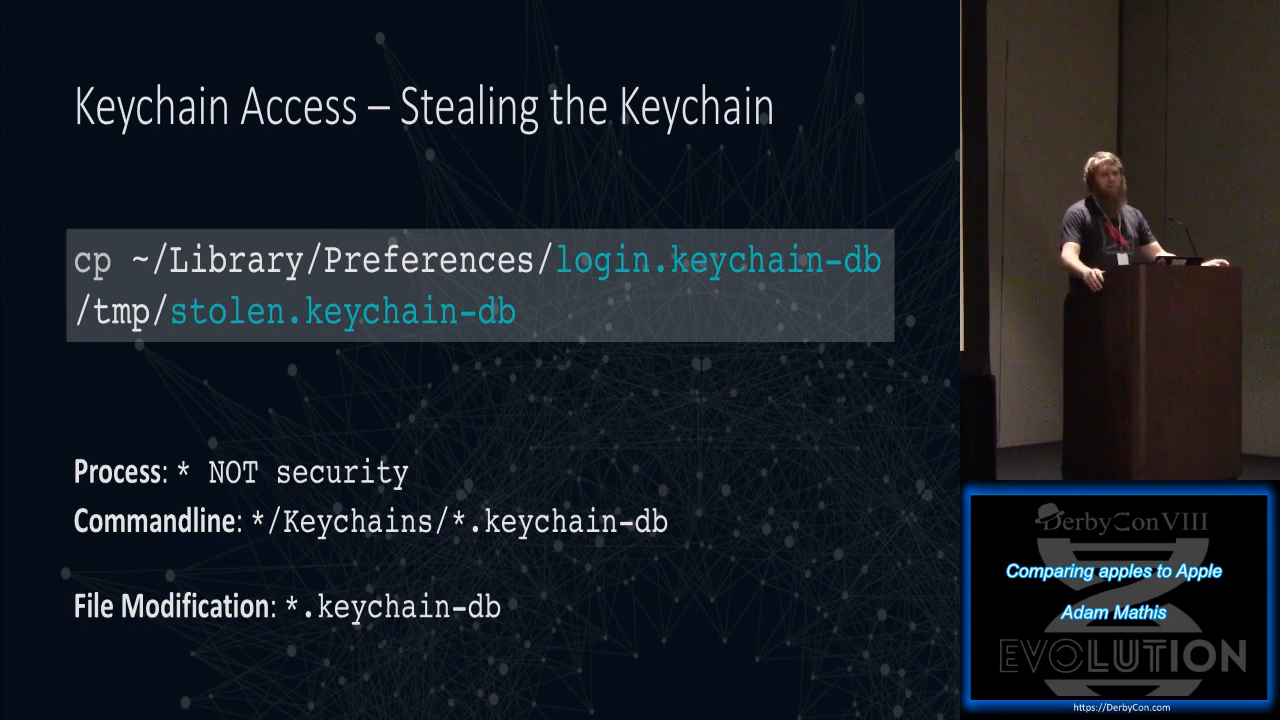 Keychain Access – Stealing the Keychain
cp ~/Library/Preferences/login.keychain-db
/tmp/stolen.keychain-db
Process: * NOT security
Commandline: */Keychains/*.keychain-db
File Modification: *.keychain-db
DerbyCon VIII
Comparing apples to Apple
Adam Mathis
EVOLUTION
https://DerbyCon.com